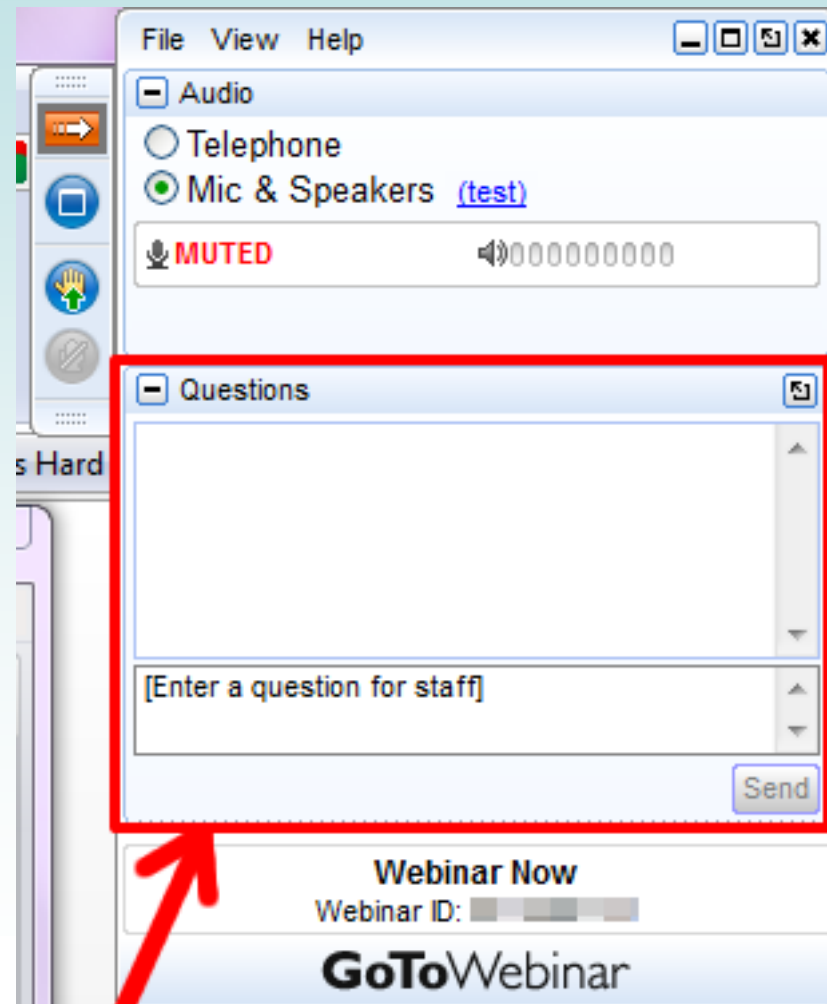 File View Help
Audio
Telephone
Mic & Speakers (test)
MUTED
Questions
s Hard
[Enter a question for staff]
Send
Webinar Now
Webinar ID:
GoToWebinar